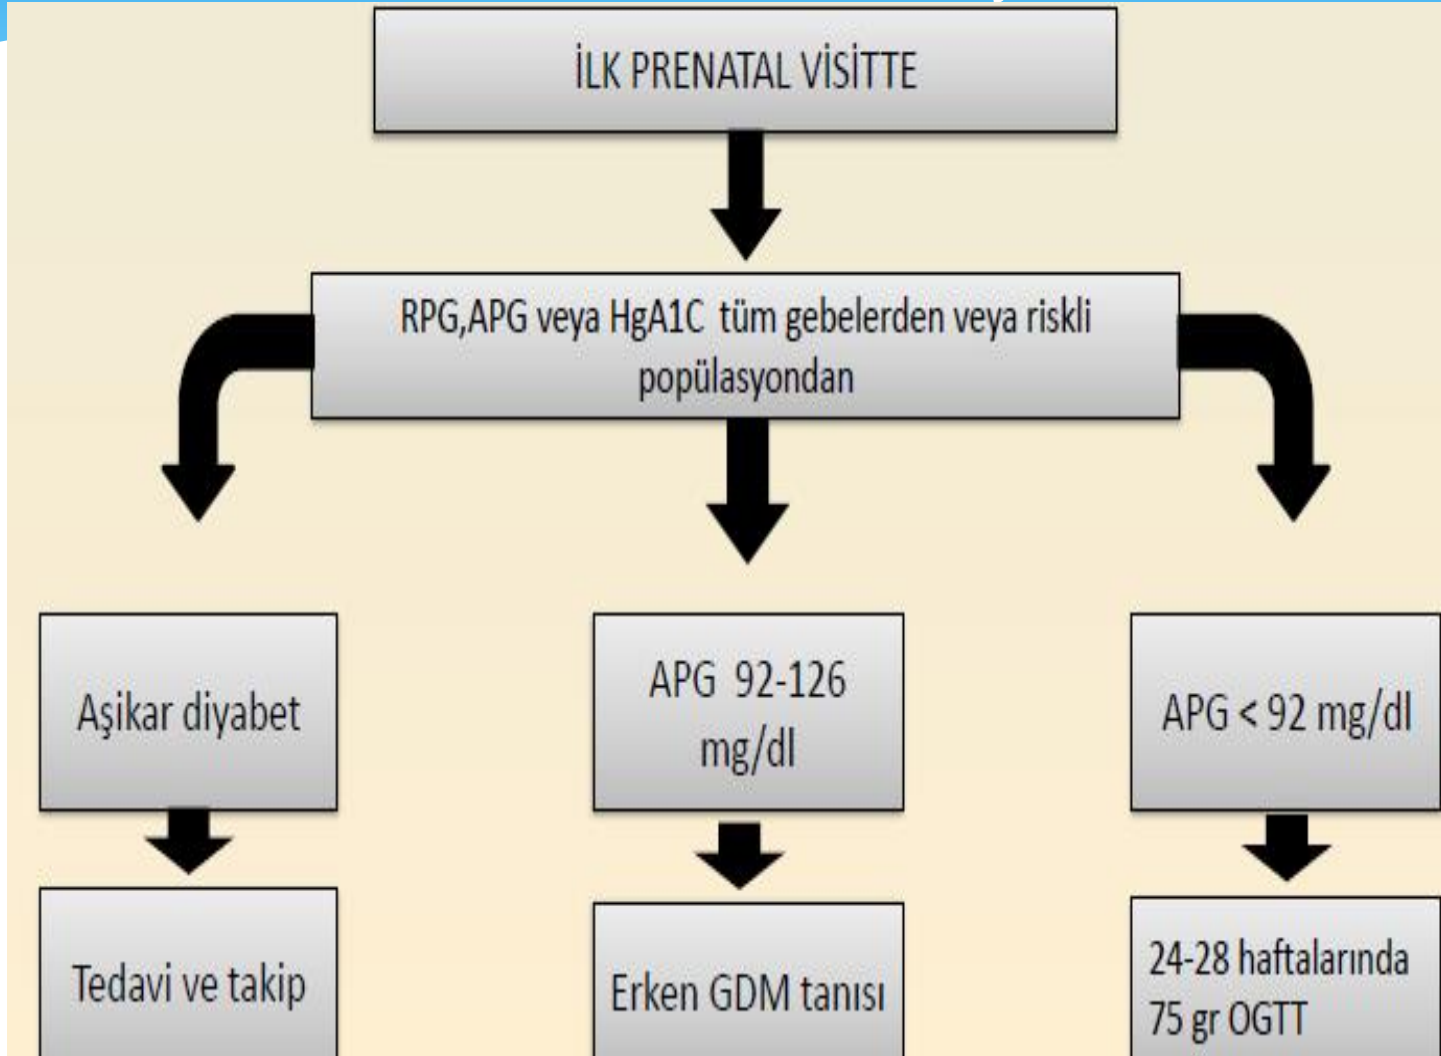 İLK PRENATAL VİSİTTE
RPG,APG veya HgA1C tüm gebelerden veya riskli
popülasyondan
Aşikar diyabet
APG 92-126
mg/dl
APG < 92 mg/dl
Tedavi ve takip
Erken GDM tanısı
24-28 haftalarında
75 gr OGTT